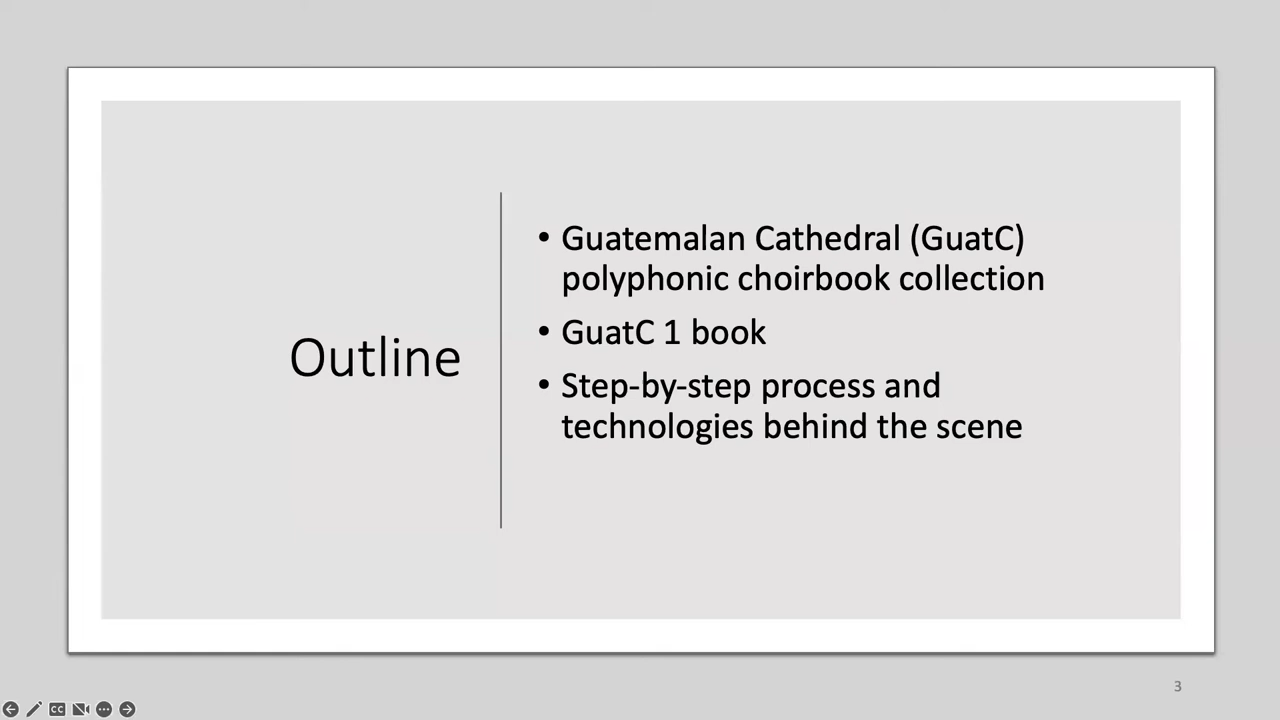 Outline
• Guatemalan Cathedral (GuatC)
polyphonic choirbook collection
• GuatC 1 book
• Step-by-step process and
technologies behind the scene
3
CC